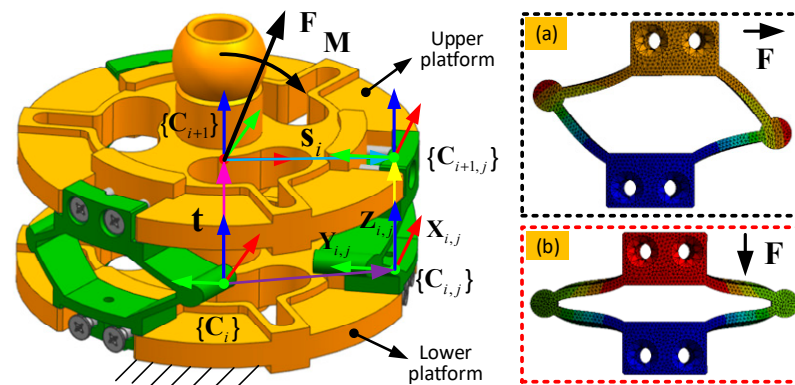 F
M
Upper
platform
{C_{i+1}}
s_i
{C_{i+1,j}}
t
Z_{i,j}
X_{i,j}
Y_{i,j}
{C_{i,j}}
{C_i}
Lower
platform
(a)
F
(b)
F